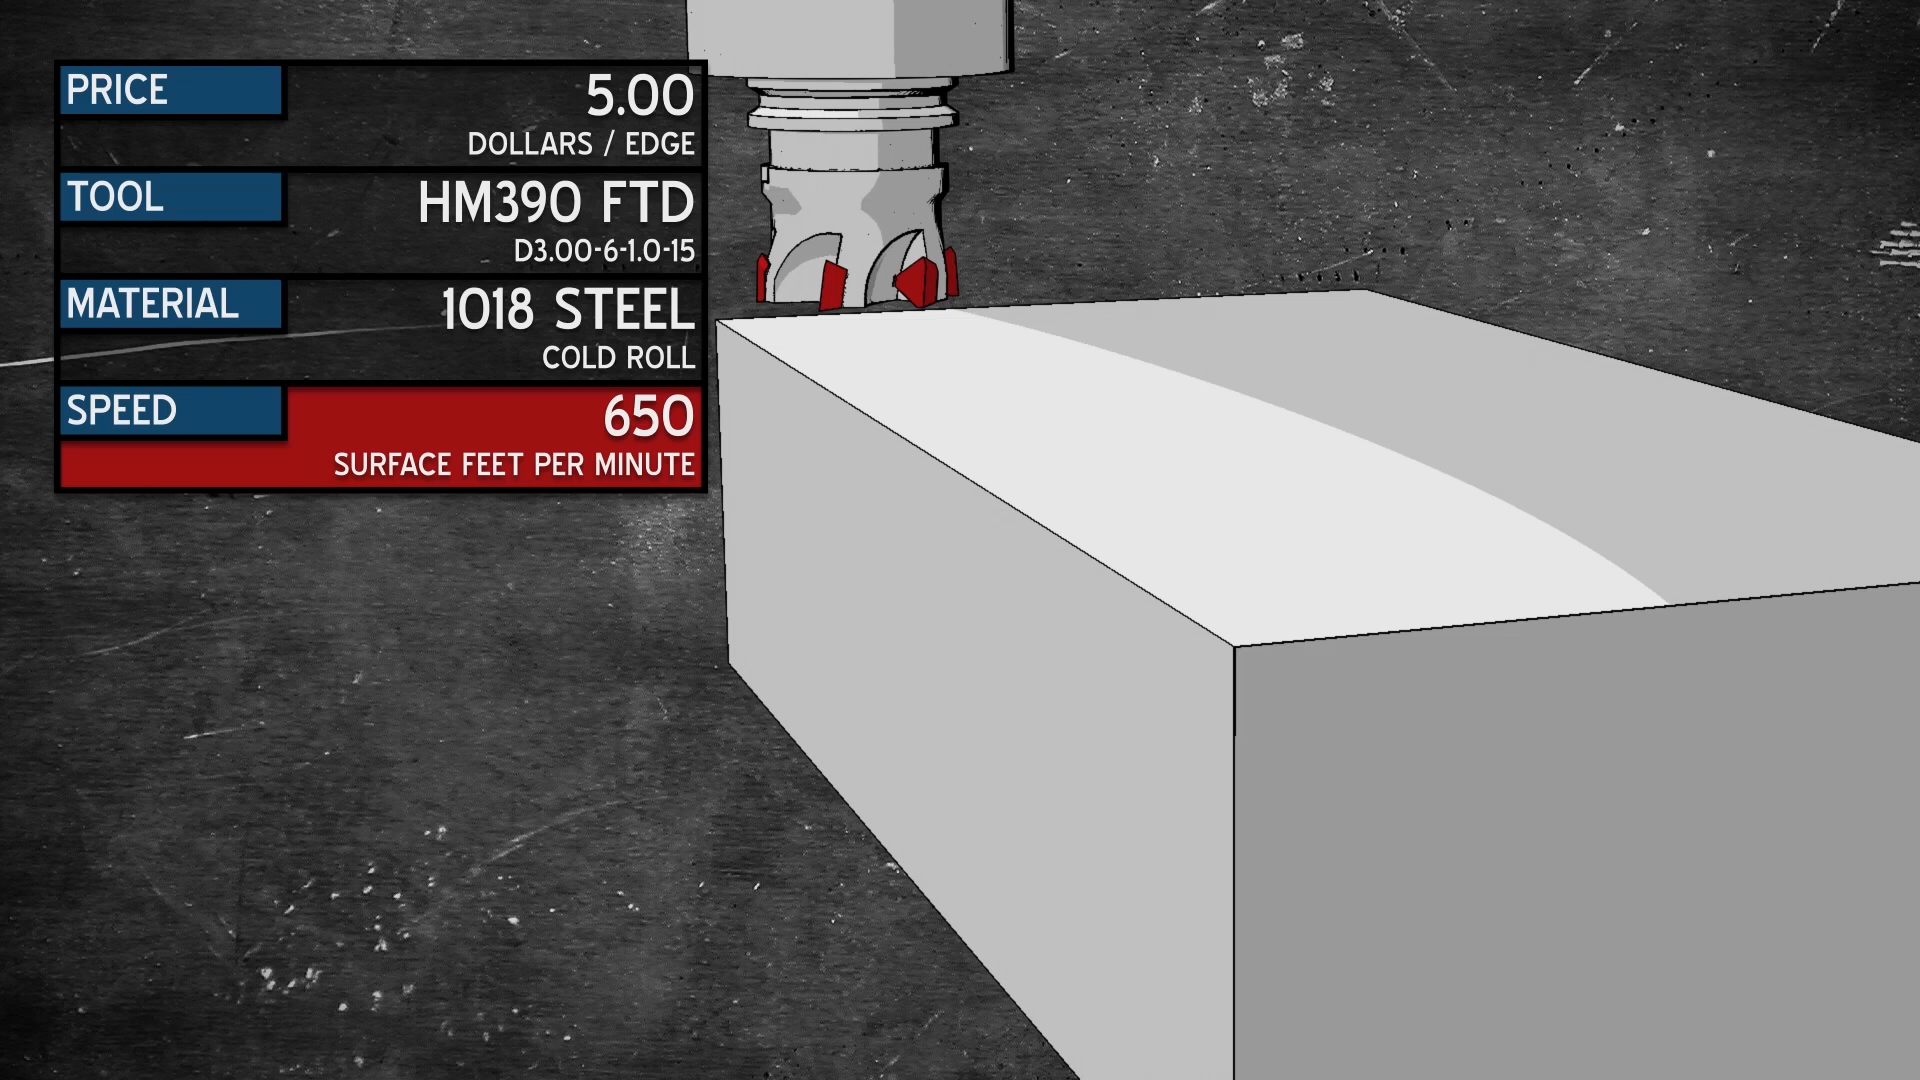 PRICE
5.00
DOLLARS / EDGE
TOOL
HM390 FTD
D3.00-6-1.0-15
MATERIAL
1018 STEEL
COLD ROLL
SPEED
650
SURFACE FEET PER MINUTE